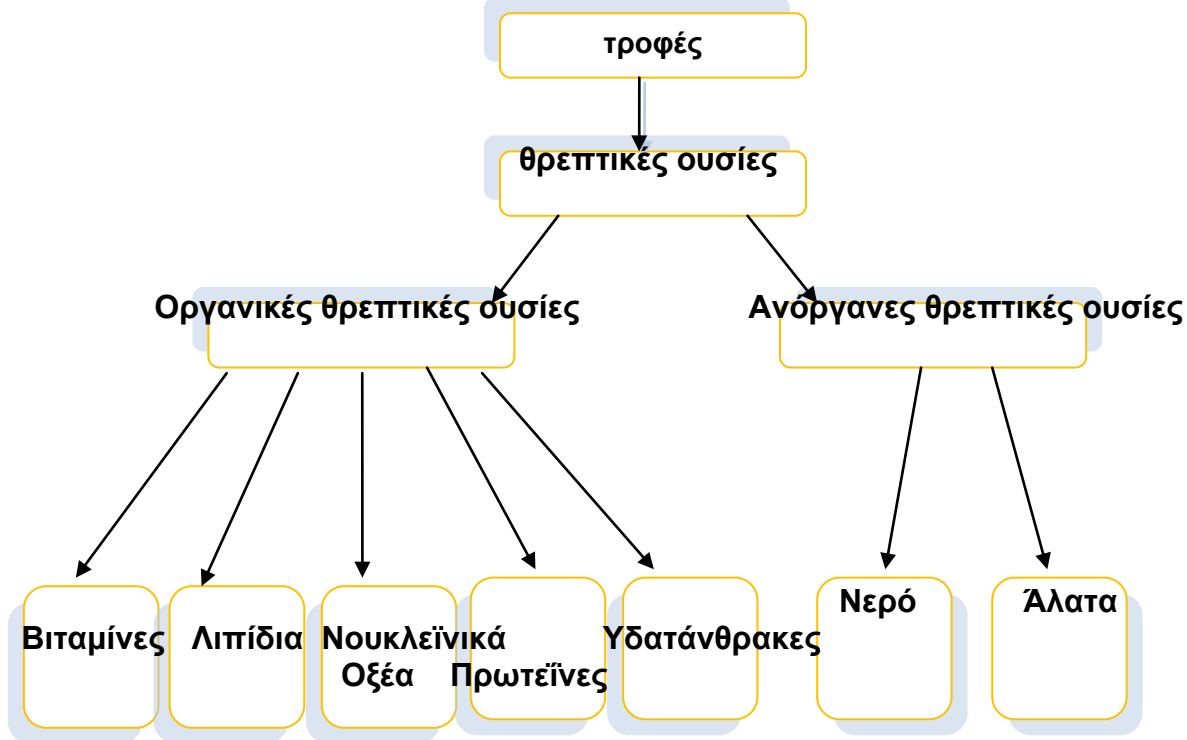 τροφές
θρεπτικές ουσίες
Οργανικές θρεπτικές ουσίες
Ανόργανες θρεπτικές ουσίες
Βιταμίνες
Λιπίδια
Νουκλεϊνικά
Οξέα
Πρωτεΐνες
Υδατάνθρακες
Νερό
Άλατα